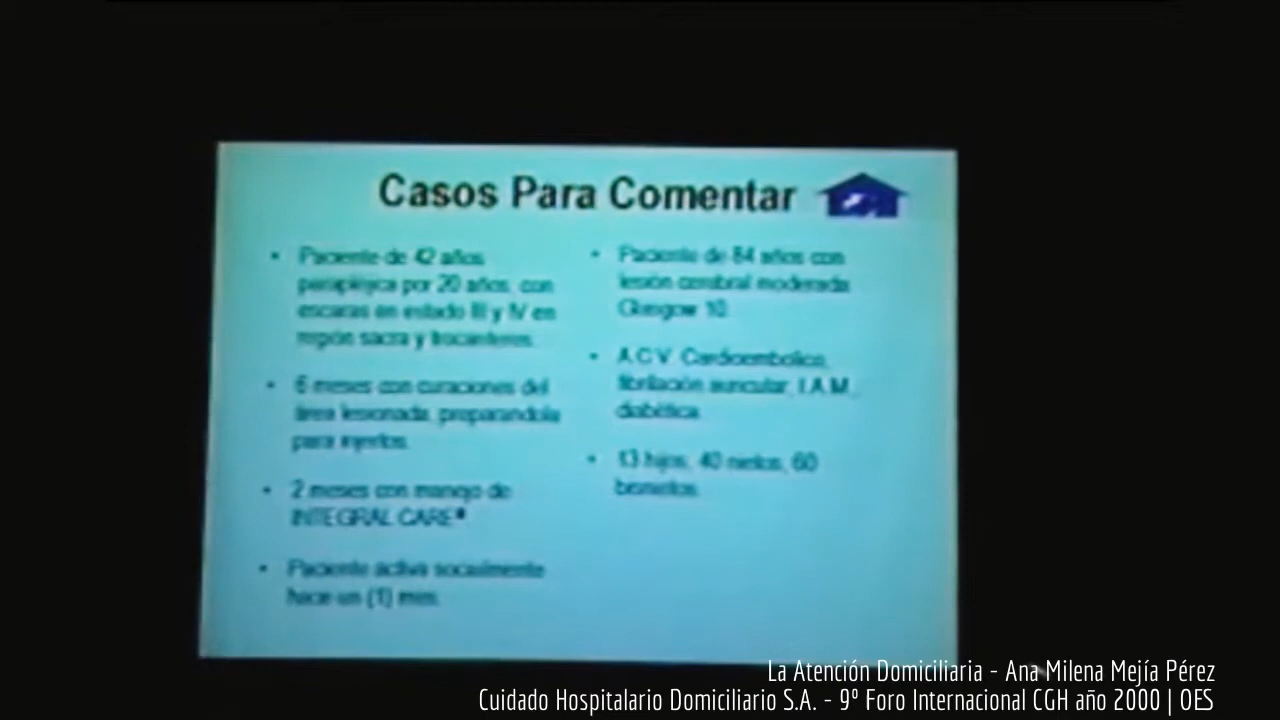 Casos Para Comentar
• Paciente de 42 años
parapléjica por 20 años, con
escaras en estado III y IV en
región sacra y trocanteres.
• 6 meses con curaciones del
área lesionada, preparandola
para injertos.
• 2 meses con manejo de
INTEGRAL CARE®
• Paciente activa socialmente
hace un (1) mes.
• Paciente de 84 años con
lesión cerebral moderada
Glasgow 10.
• A.C.V. Cardioembolico,
fibrilación auricular, I.A.M.,
diabética.
• 13 hijos, 40 nietos, 60
bisnietos.
La Atención Domiciliaria - Ana Milena Mejía Pérez
Cuidado Hospitalario Domiciliario S.A. - 9º Foro Internacional CGH año 2000 | OES